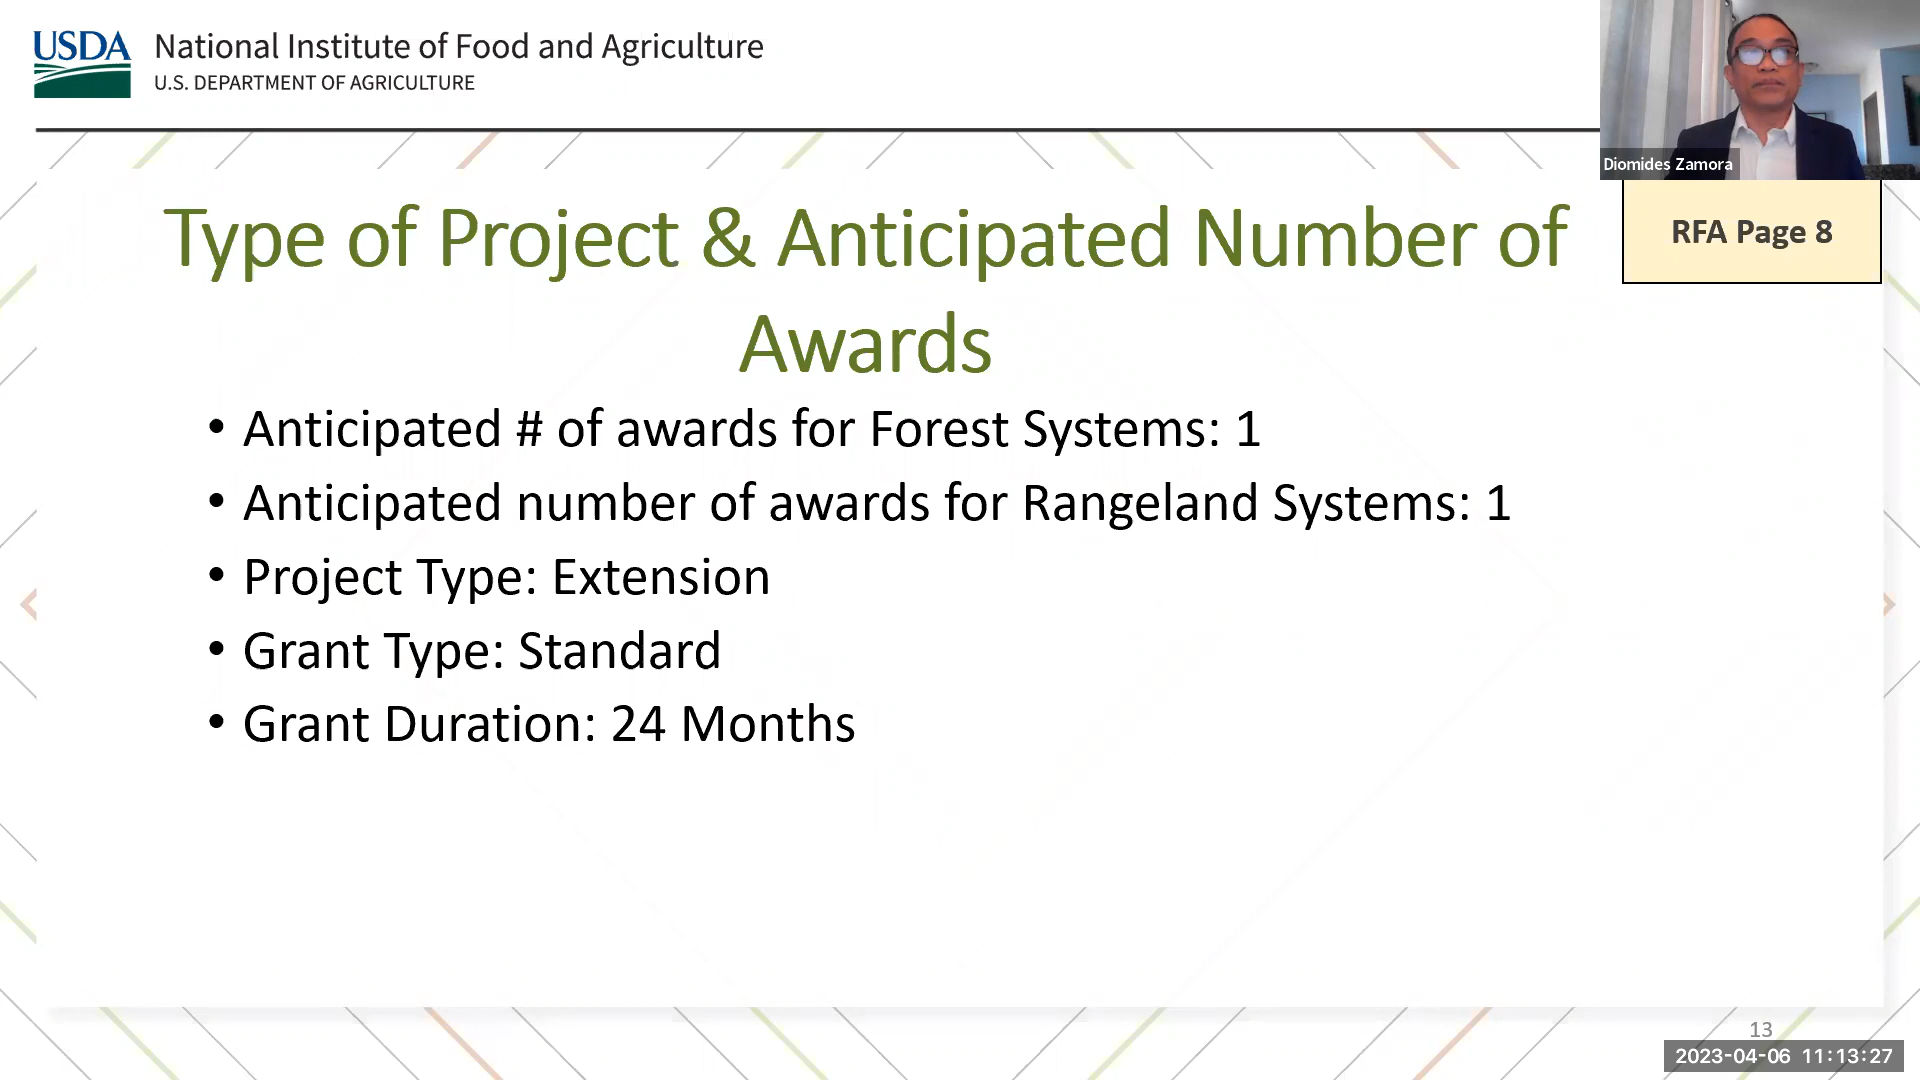 USDA
National Institute of Food and Agriculture
U.S. DEPARTMENT OF AGRICULTURE
Diomides Zamora
RFA Page 8
Type of Project & Anticipated Number of
Awards
• Anticipated # of awards for Forest Systems: 1
• Anticipated number of awards for Rangeland Systems: 1
• Project Type: Extension
• Grant Type: Standard
• Grant Duration: 24 Months
13
2023-04-06 11:13:27